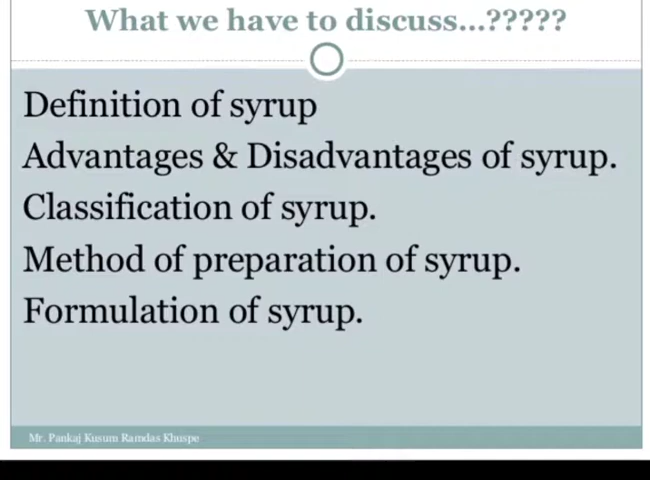 What we have to discuss...?????
Definition of syrup
Advantages & Disadvantages of syrup.
Classification of syrup.
Method of preparation of syrup.
Formulation of syrup.
Mr. Pankaj Kusum Ramdas Khuspe